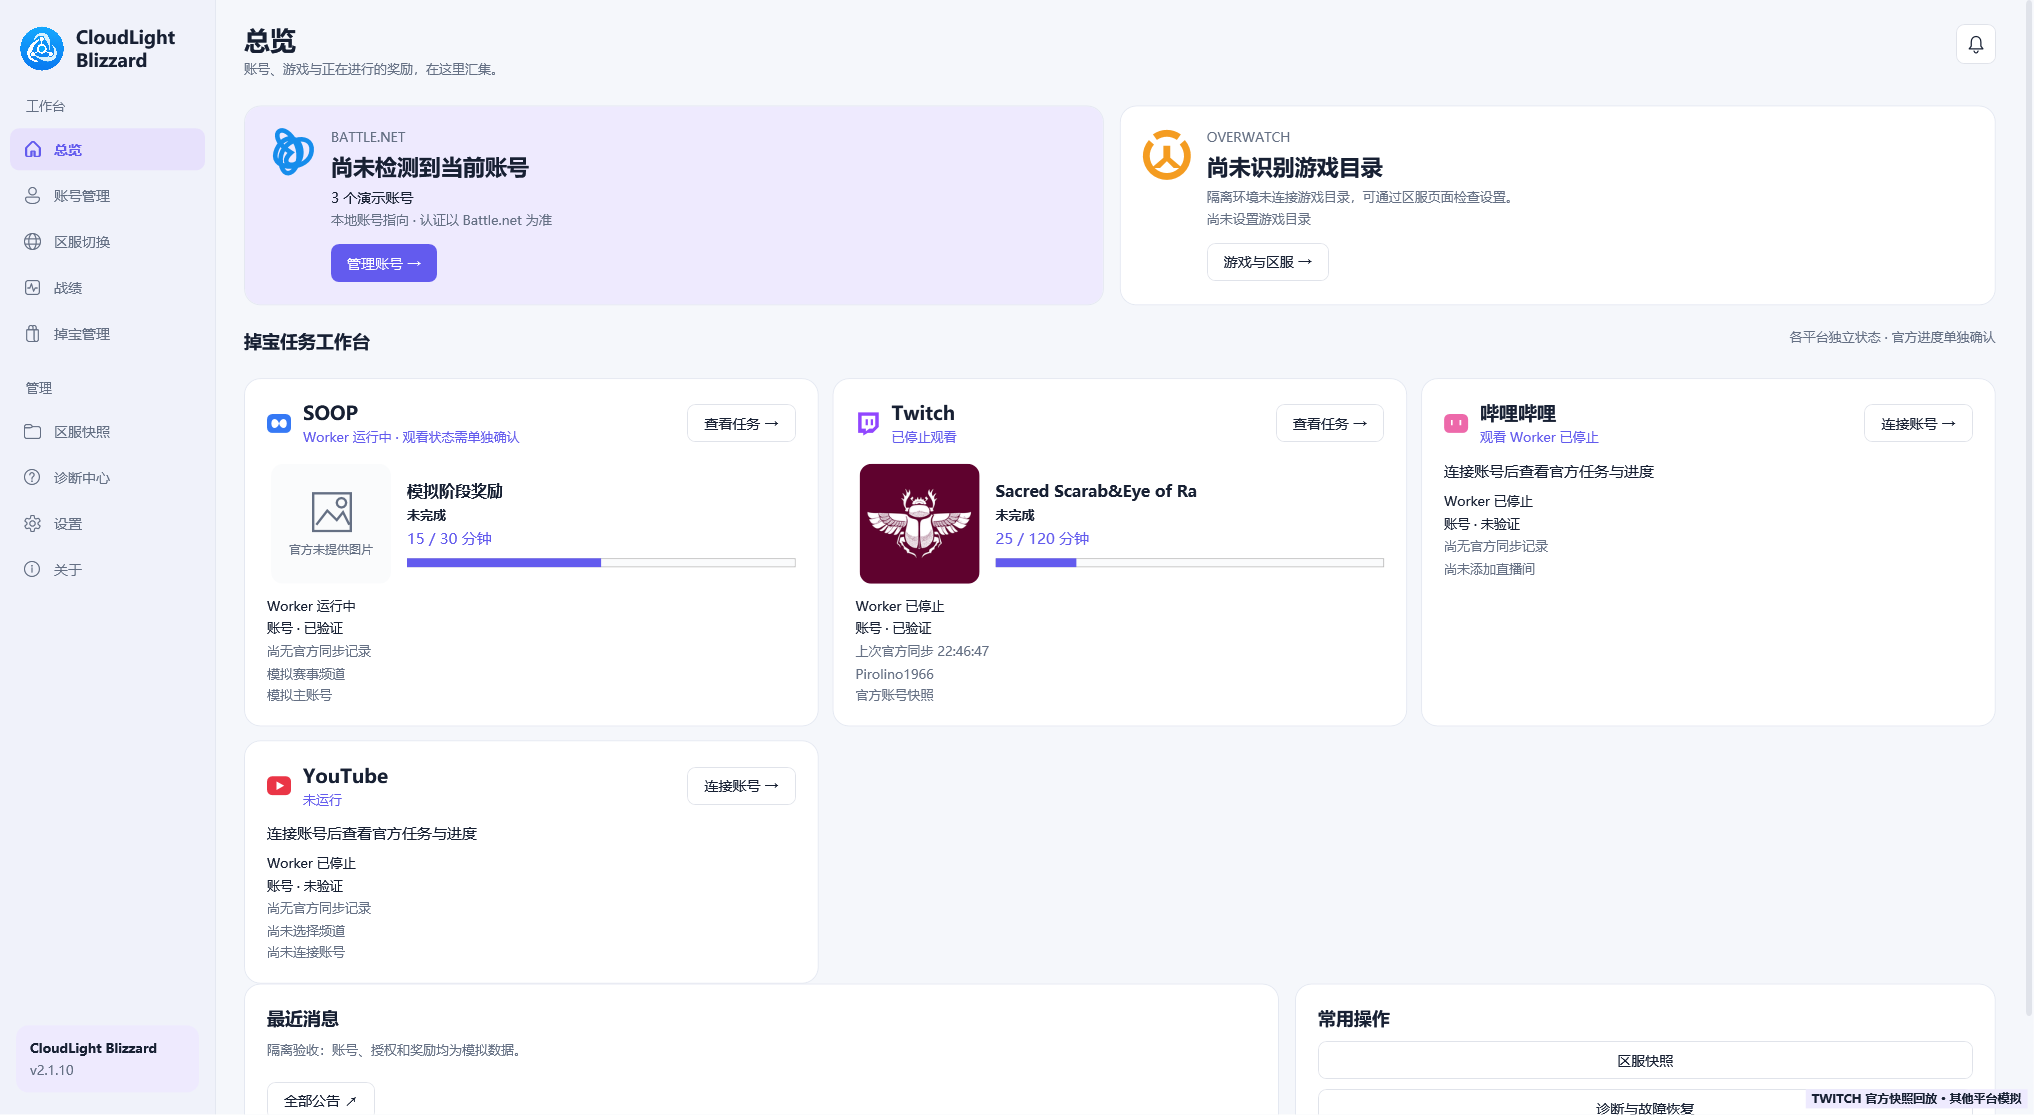 CloudLight
Blizzard
工作台
总览
账号管理
区服切换
战绩
掉宝管理
管理
区服快照
诊断中心
设置
关于
CloudLight Blizzard
v2.1.10
总览
账号、游戏与正在进行的奖励，在这里汇集。
BATTLE.NET
尚未检测到当前账号
3 个演示账号
本地账号指向 · 认证以 Battle.net 为准
管理账号 →
OVERWATCH
尚未识别游戏目录
隔离环境未连接游戏目录，可通过区服页面检查设置。
尚未设置游戏目录
游戏与区服 →
掉宝任务工作台
各平台独立状态 · 官方进度单独确认
SOOP
Worker 运行中 · 观看状态需单独确认
查看任务 →
官方未提供图片
模拟阶段奖励
未完成
15 / 30 分钟
Worker 运行中
账号 · 已验证
尚无官方同步记录
模拟赛事频道
模拟主账号
Twitch
已停止观看
查看任务 →
Sacred Scarab&Eye of Ra
未完成
25 / 120 分钟
Worker 已停止
账号 · 已验证
上次官方同步 22:46:47
Pirolino1966
官方账号快照
哔哩哔哩
观看 Worker 已停止
连接账号 →
连接账号后查看官方任务与进度
Worker 已停止
账号 · 未验证
尚无官方同步记录
尚未添加直播间
YouTube
未运行
连接账号 →
连接账号后查看官方任务与进度
Worker 已停止
账号 · 未验证
尚无官方同步记录
尚未选择频道
尚未连接账号
最近消息
隔离验收：账号、授权和奖励均为模拟数据。
全部公告 ↗
常用操作
区服快照
诊断与故障恢复
TWITCH 官方快照回放 • 其他平台模拟